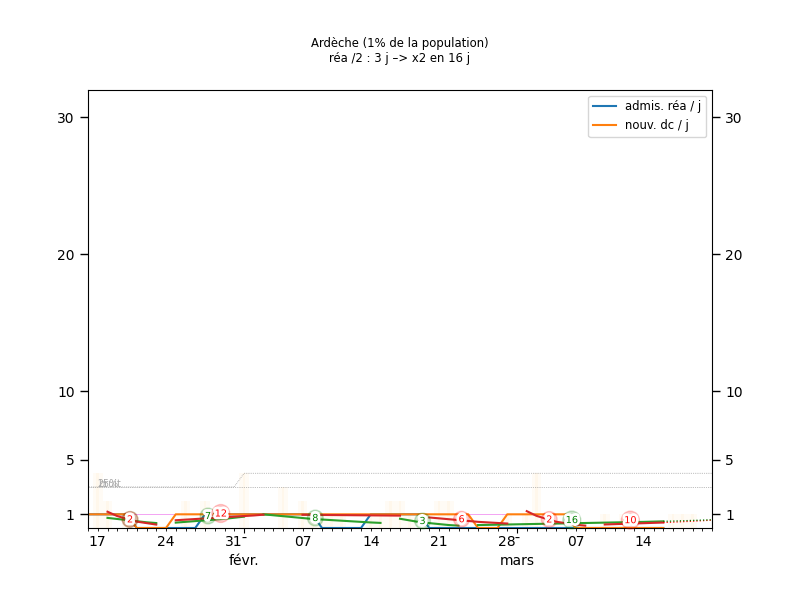 Ardèche (1% de la population)
réa /2 : 3 j –> x2 en 16 j
admis. réa / j
nouv. dc / j
30 30
20 20
10 10
5 5
1 1
2 7 12 8 3 6 2 16 10
17 24 31 07 14 21 28 07 14
févr. mars